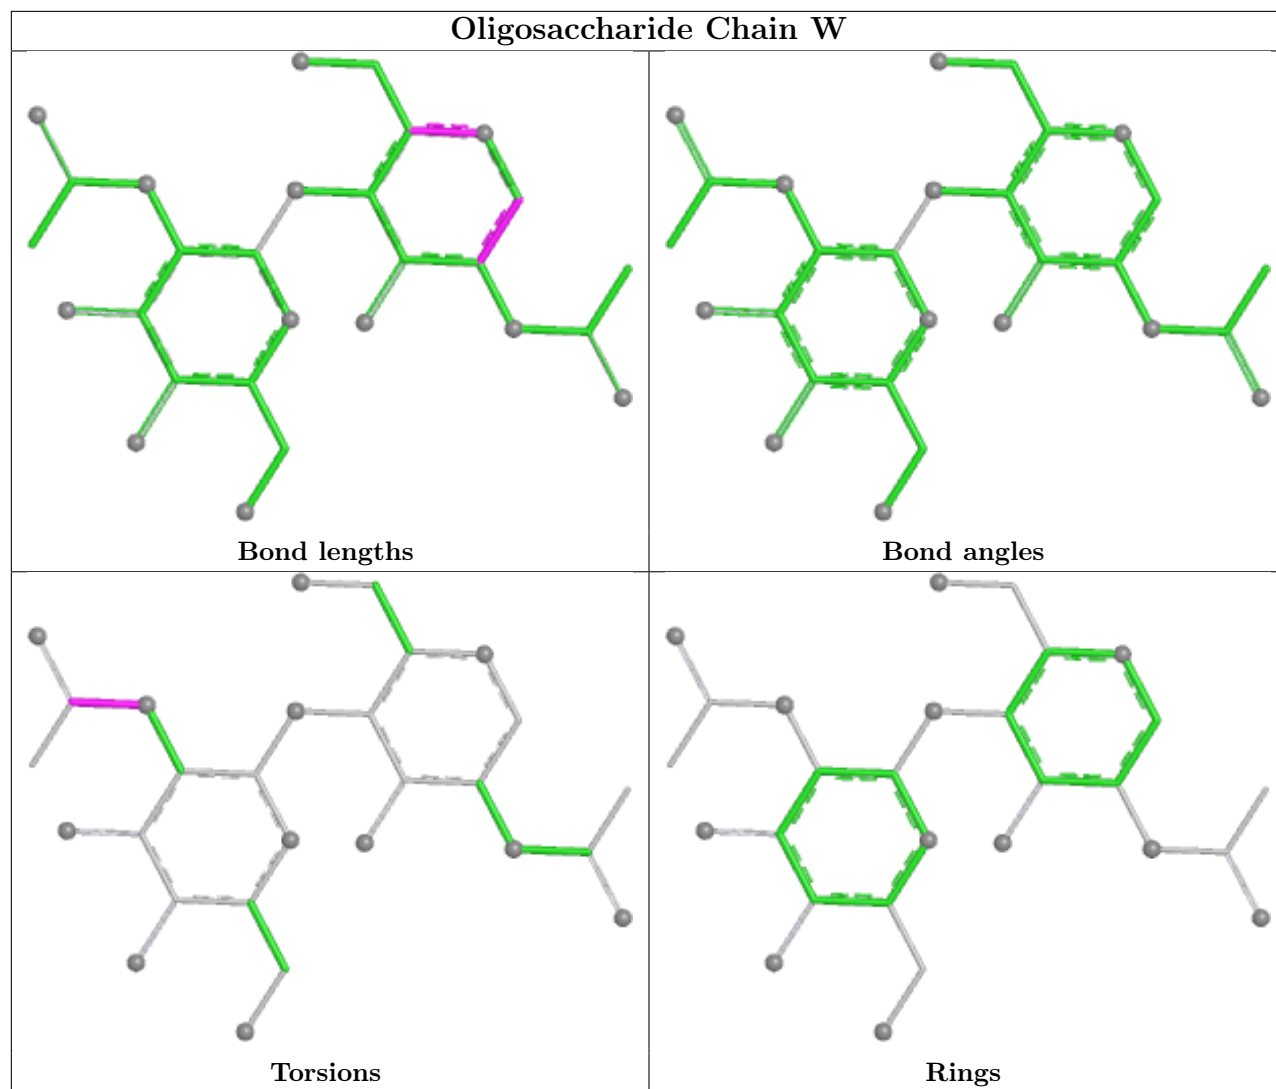 Oligosaccharide Chain W
Bond lengths
Bond angles
Torsions
Rings